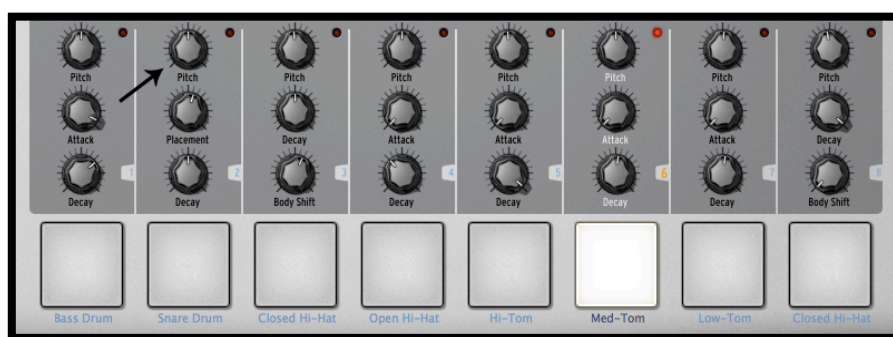 Pitch Pitch Pitch Pitch Pitch Pitch Pitch Pitch
Attack Placement Decay Attack Attack Attack Attack Decay
1 2 3 4 5 6 7 8
Decay Decay Body Shift Decay Decay Decay Decay Body Shift
Bass Drum Snare Drum Closed Hi-Hat Open Hi-Hat Hi-Tom Med-Tom Low-Tom Closed Hi-Hat